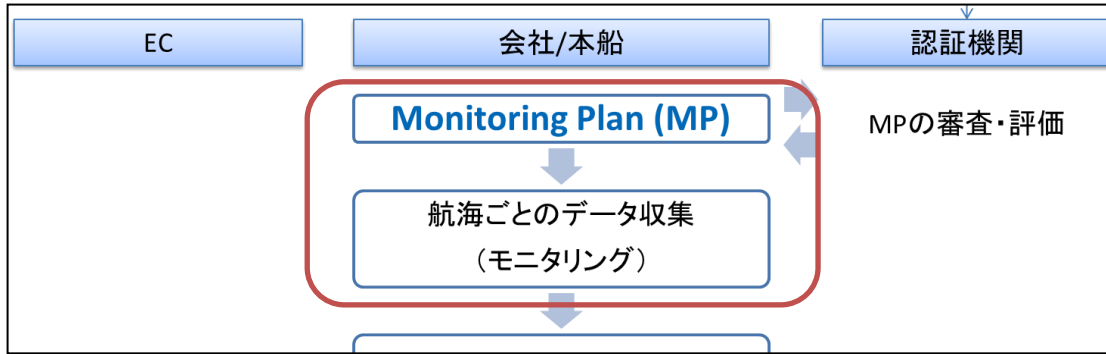 EC
会社/本船
認証機関
Monitoring Plan (MP)
MPの審査・評価
航海ごとのデータ収集
（モニタリング）